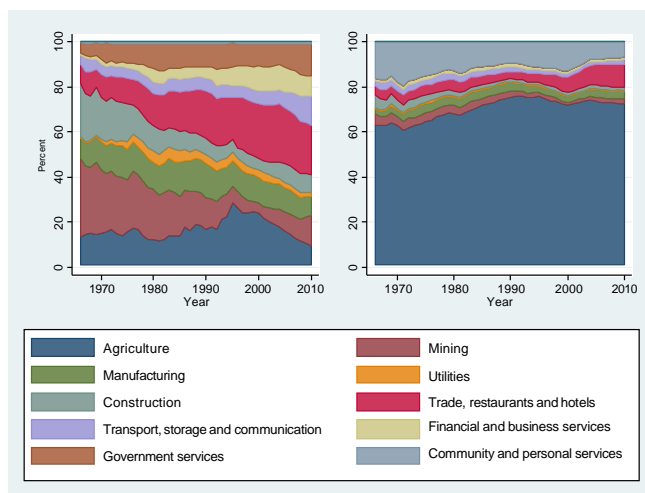 100
80
60
40
20
0
Percent
1970
1980
1990
2000
2010
Year
100
80
60
40
20
0
1970
1980
1990
2000
2010
Year
Agriculture
Mining
Manufacturing
Utilities
Construction
Trade, restaurants and hotels
Transport, storage and communication
Financial and business services
Government services
Community and personal services